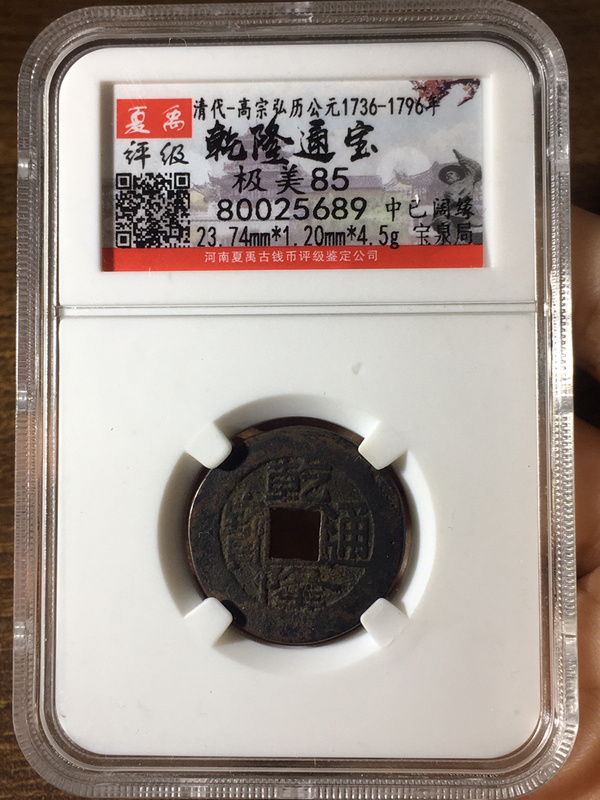 夏禹
评级
清代-高宗弘历公元1736-1796年
乾隆通宝
极美85
80025689 中已阔缘
23.74mm*1.20mm*4.5g 宝泉局
河南夏禹古钱币评级鉴定公司
乾隆通寶